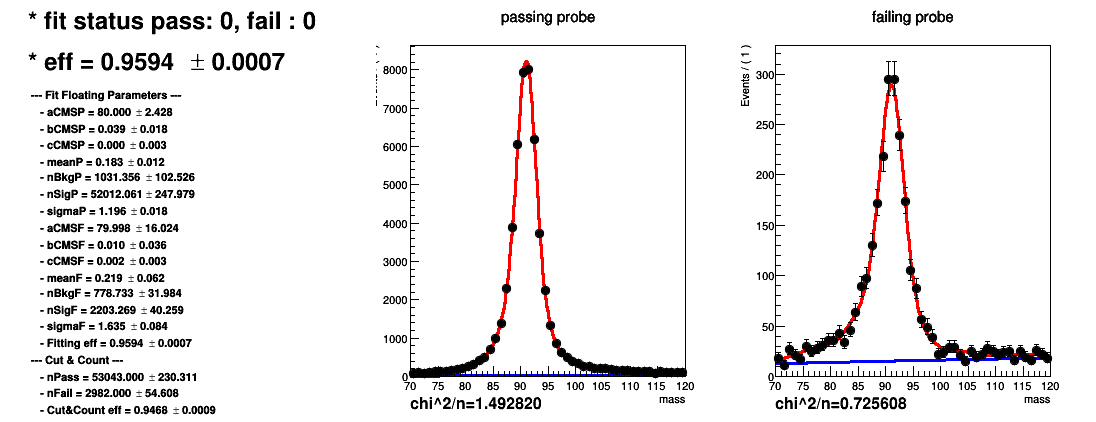 * fit status pass: 0, fail : 0
* eff = 0.9594 ± 0.0007
--- Fit Floating Parameters ---
- aCMSP = 80.000 ± 2.428
- bCMSP = 0.039 ± 0.018
- cCMSP = 0.000 ± 0.003
- meanP = 0.183 ± 0.012
- nBkgP = 1031.356 ± 102.526
- nSigP = 52012.061 ± 247.979
- sigmaP = 1.196 ± 0.018
- aCMSF = 79.998 ± 16.024
- bCMSF = 0.010 ± 0.036
- cCMSF = 0.002 ± 0.003
- meanF = 0.219 ± 0.062
- nBkgF = 778.733 ± 31.984
- nSigF = 2203.269 ± 40.259
- sigmaF = 1.635 ± 0.084
- Fitting eff = 0.9594 ± 0.0007
--- Cut & Count ---
- nPass = 53043.000 ± 230.311
- nFail = 2982.000 ± 54.608
- Cut&Count eff = 0.9468 ± 0.0009
passing probe
8000
7000
6000
5000
4000
3000
2000
1000
0
70 75 80 85 90 95 100 105 110 115 120
mass
chi^2/n=1.492820
failing probe
Events / ( 1 )
300
250
200
150
100
50
0
70 75 80 85 90 95 100 105 110 115 120
mass
chi^2/n=0.725608